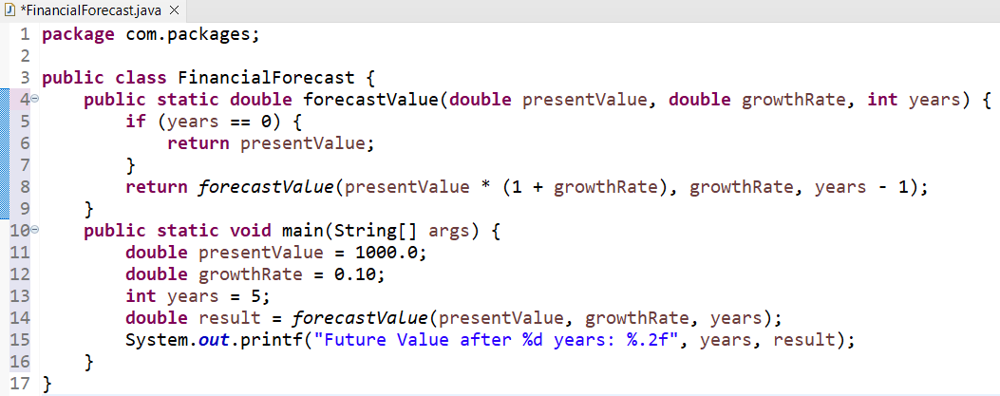 *FinancialForecast.java
1 package com.packages;
2
3 public class FinancialForecast {
4 public static double forecastValue(double presentValue, double growthRate, int years) {
5 if (years == 0) {
6 return presentValue;
7 }
8 return forecastValue(presentValue * (1 + growthRate), growthRate, years - 1);
9 }
10 public static void main(String[] args) {
11 double presentValue = 1000.0;
12 double growthRate = 0.10;
13 int years = 5;
14 double result = forecastValue(presentValue, growthRate, years);
15 System.out.printf("Future Value after %d years: %.2f", years, result);
16 }
17 }